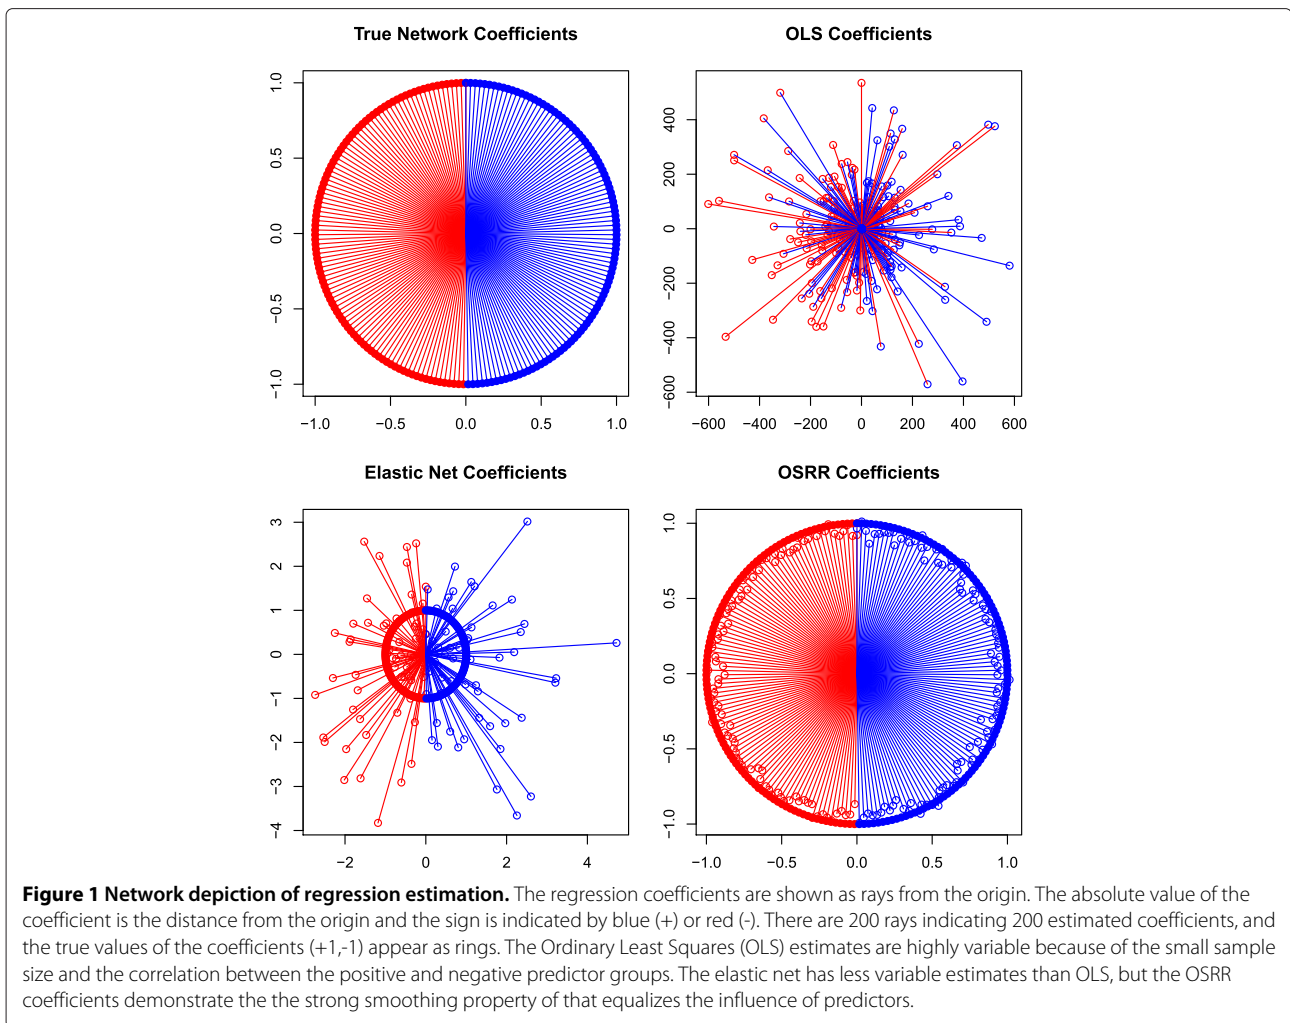 True Network Coefficients
OLS Coefficients
1.0
0.5
0.0
−0.5
−1.0
−1.0 −0.5 0.0 0.5 1.0
400
200
0
−200
−400
−600
−600 −400 −200 0 200 400 600
Elastic Net Coefficients
OSRR Coefficients
3
2
1
0
−1
−2
−3
−4
−2 0 2 4
1.0
0.5
0.0
−0.5
−1.0
−1.0 −0.5 0.0 0.5 1.0
Figure 1 Network depiction of regression estimation. The regression coefficients are shown as rays from the origin. The absolute value of the
coefficient is the distance from the origin and the sign is indicated by blue (+) or red (-). There are 200 rays indicating 200 estimated coefficients, and
the true values of the coefficients (+1,-1) appear as rings. The Ordinary Least Squares (OLS) estimates are highly variable because of the small sample
size and the correlation between the positive and negative predictor groups. The elastic net has less variable estimates than OLS, but the OSRR
coefficients demonstrate the the strong smoothing property of that equalizes the influence of predictors.